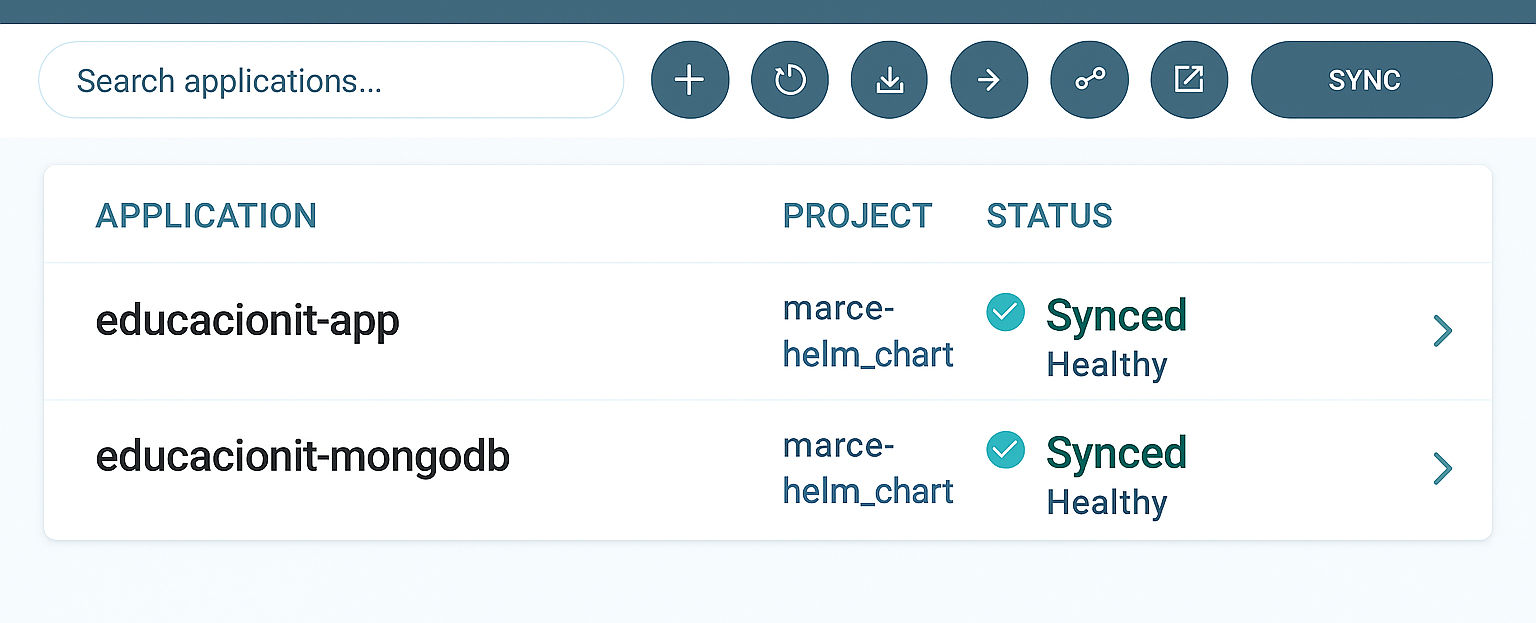 Search applications...
SYNC
APPLICATION PROJECT STATUS
educacionit-app
marce-
helm_chart
Synced
Healthy
educacionit-mongodb
marce-
helm_chart
Synced
Healthy